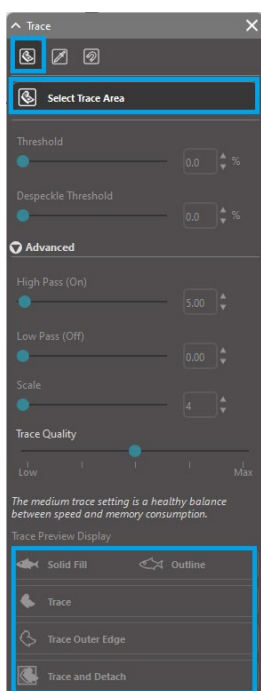 Trace
Select Trace Area
Threshold
0.0 %
Despeckle Threshold
0.0 %
Advanced
High Pass (On)
5.00
Low Pass (Off)
0.00
Scale
4
Trace Quality
Low Max
The medium trace setting is a healthy balance
between speed and memory consumption.
Trace Preview Display
Solid Fill Outline
Trace
Trace Outer Edge
Trace and Detach